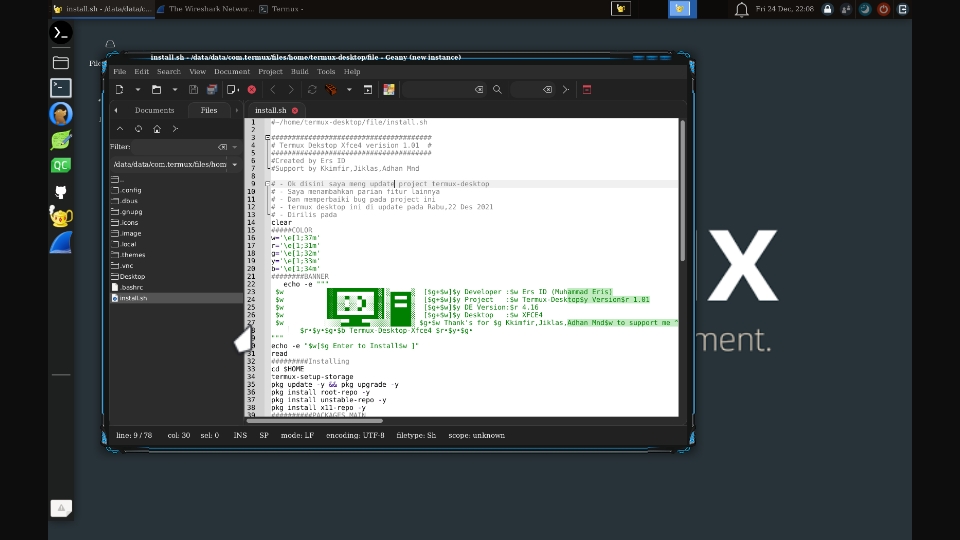 install.sh - /data/data/c...
The Wireshark Networ...
Termux -
Fri 24 Dec, 22:08
install.sh - /data/data/com.termux/files/home/termux-desktop/file - Geany (new instance)
File Edit Search View Document Project Build Tools Help
Documents Files
install.sh
Filter:
/data/data/com.termux/files/hom
..
.config
.dbus
.gnupg
.icons
.image
.local
.themes
.vnc
Desktop
.bashrc
install.sh
1 #~/home/termux-desktop/file/install.sh
2
3 #######################################
4 # Termux Dekstop Xfce4 verision 1.01 #
5 #######################################
6 #Created by Ers ID
7 #Support by Kkimfir,Jiklas,Adhan Mnd
8
9 # - Ok disini saya meng update project termux-desktop
10 # - Saya menambahkan parian fitur lainnya
11 # - Dan memperbaiki bug pada project ini
12 # - termux desktop ini di update pada Rabu,22 Des 2021
13 # - Dirilis pada
14 clear
15 #####COLOR
16 w='\e[1;37m'
17 r='\e[1;31m'
18 g='\e[1;32m'
19 y='\e[1;33m'
20 b='\e[1;34m'
21 ########BANNER
22 echo -e """
23 $w [$g+$w]$y Developer :$w Ers ID (Muhammad Eris)
24 $w [$g+$w]$y Project :$w Termux-Desktop$y Version$r 1.01
25 $w [$g+$w]$y DE Version:$r 4.16
26 $w [$g+$w]$y Desktop :$w XFCE4
27 $w $g+$w Thank's for $g Kkimfir,Jiklas,Adhan Mnd$w to support me "
8 $r•$y•$g•$b Termux-Desktop-Xfce4 $r•$y•$g•
9 """
0 echo -e "$w[$g Enter to Install$w ]"
31 read
32 #########Installing
33 cd $HOME
34 termux-setup-storage
35 pkg update -y && pkg upgrade -y
36 pkg install root-repo -y
37 pkg install unstable-repo -y
38 pkg install x11-repo -y
39 ##########PACKAGES MAIN
line: 9 / 78 col: 30 sel: 0 INS SP mode: LF encoding: UTF-8 filetype: Sh scope: unknown
QC
X
ment.